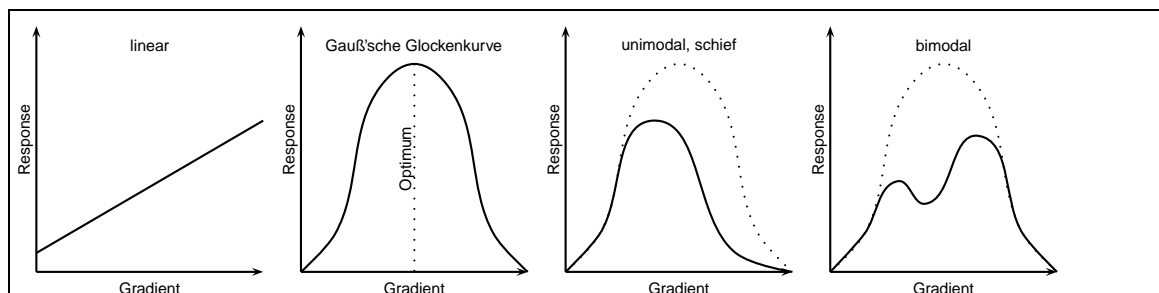 linear
Response
Gradient
Gauß'sche Glockenkurve
Response
Optimum
Gradient
unimodal, schief
Response
Gradient
bimodal
Response
Gradient